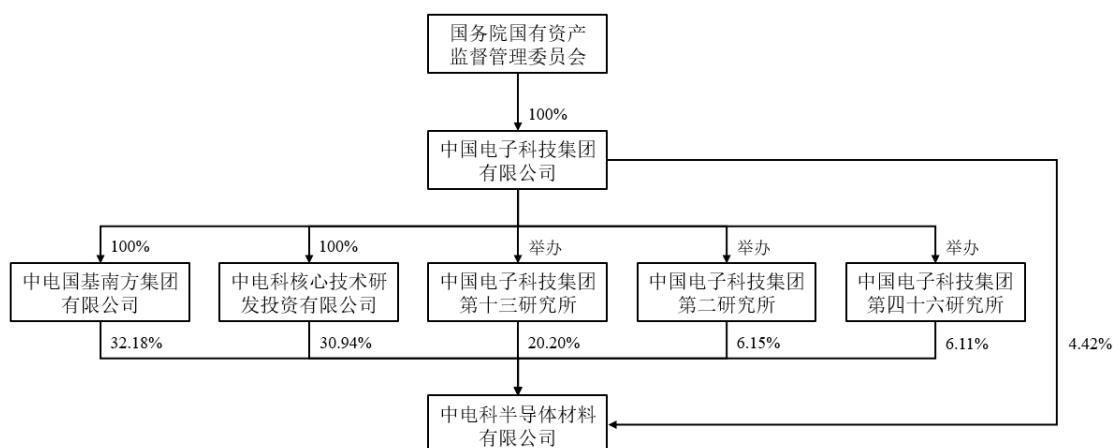 国务院国有资产
监督管理委员会
100%
中国电子科技集团
有限公司
100%
100%
举办
举办
举办
中电国基南方集团
有限公司
中电科核心技术研
发投资有限公司
中国电子科技集团
第十三研究所
中国电子科技集团
第二研究所
中国电子科技集团
第四十六研究所
32.18%
30.94%
20.20%
6.15%
6.11%
4.42%
中电科半导体材料
有限公司